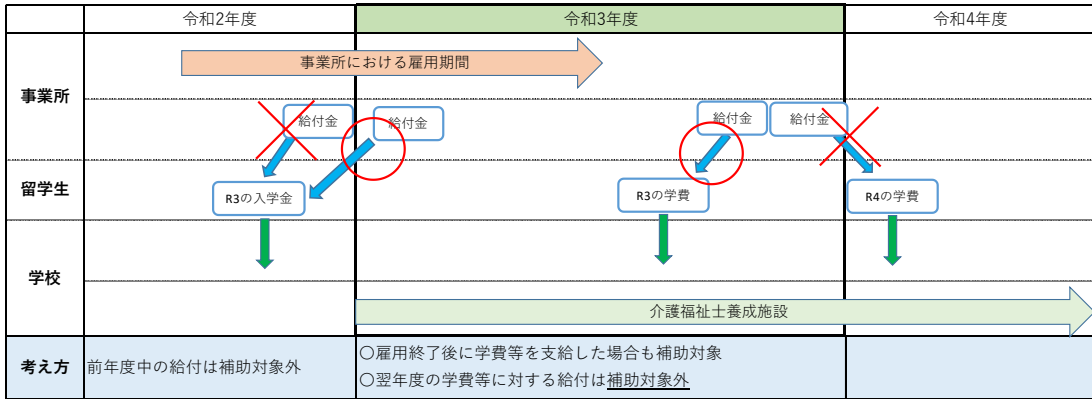 令和2年度
令和3年度
令和4年度
事業所
事業所における雇用期間
給付金
給付金
給付金
給付金
留学生
R3の入学金
R3の学費
R4の学費
学校
介護福祉士養成施設
考え方
前年度中の給付は補助対象外
〇雇用終了後に学費等を支給した場合も補助対象
〇翌年度の学費等に対する給付は補助対象外